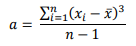 a = \frac{\sum_{i=1}^{n}(x_i - \bar{x})^3}{n - 1}